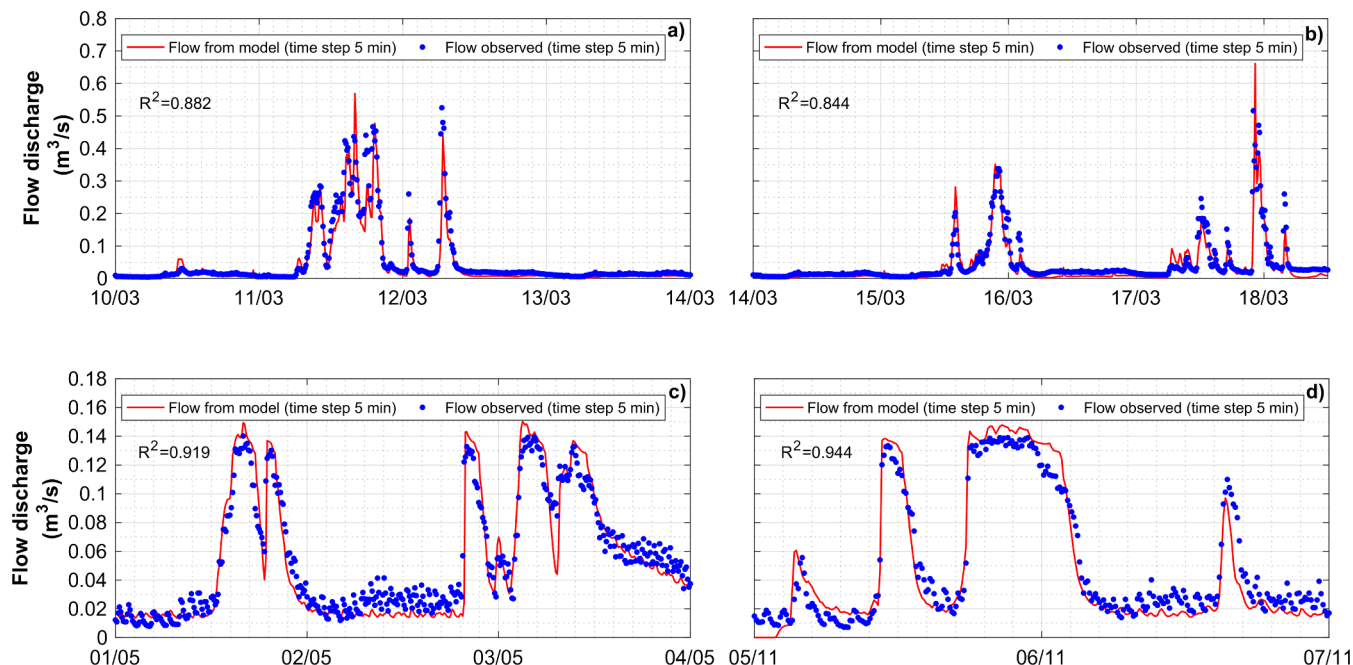 a)
Flow from model (time step 5 min) Flow observed (time step 5 min)
R²=0.882
Flow discharge
(m³/s)
0.8
0.7
0.6
0.5
0.4
0.3
0.2
0.1
0
10/03 11/03 12/03 13/03 14/03
b)
Flow from model (time step 5 min) Flow observed (time step 5 min)
R²=0.844
14/03 15/03 16/03 17/03 18/03
c)
Flow from model (time step 5 min) Flow observed (time step 5 min)
R²=0.919
Flow discharge
(m³/s)
0.18
0.16
0.14
0.12
0.1
0.08
0.06
0.04
0.02
0
01/05 02/05 03/05 04/05
d)
Flow from model (time step 5 min) Flow observed (time step 5 min)
R²=0.944
05/11 06/11 07/11